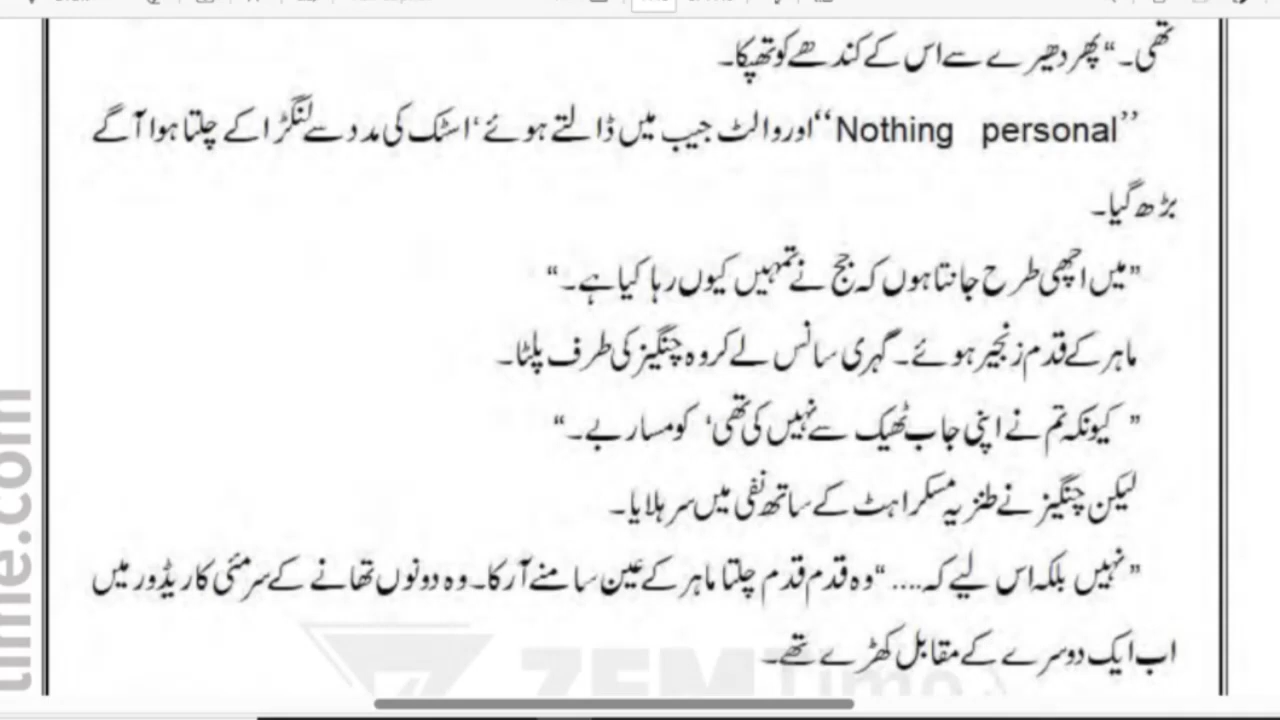 تھی۔“ پھر دھیرے سے اس کے کندھے کو تھپکا۔
”Nothing personal“ اور والٹ جیب میں ڈالتے ہوئے ‘اسٹک کی مدد سے لنگڑا کے چلتا ہوا آگے
بڑھ گیا۔
”میں اچھی طرح جانتا ہوں کہ جج نے تمہیں کیوں رہا کیا ہے۔“
ماہر کے قدم زنجیر ہوئے۔ گہری سانس لے کر وہ چنگیز کی طرف پلٹا۔
” کیونکہ تم نے اپنی جاب ٹھیک سے نہیں کی تھی‘ کومسار بے۔“
لیکن چنگیز نے طنزیہ مسکراہٹ کے ساتھ نفی میں سر ہلایا۔
”نہیں بلکہ اس لیے کہ....“ وہ قدم قدم چلتا ماہر کے عین سامنے آ رکا۔ وہ دونوں تھانے کے سرمئی کاریڈور میں
اب ایک دوسرے کے مقابل کھڑے تھے۔
ZEM Time
time.com